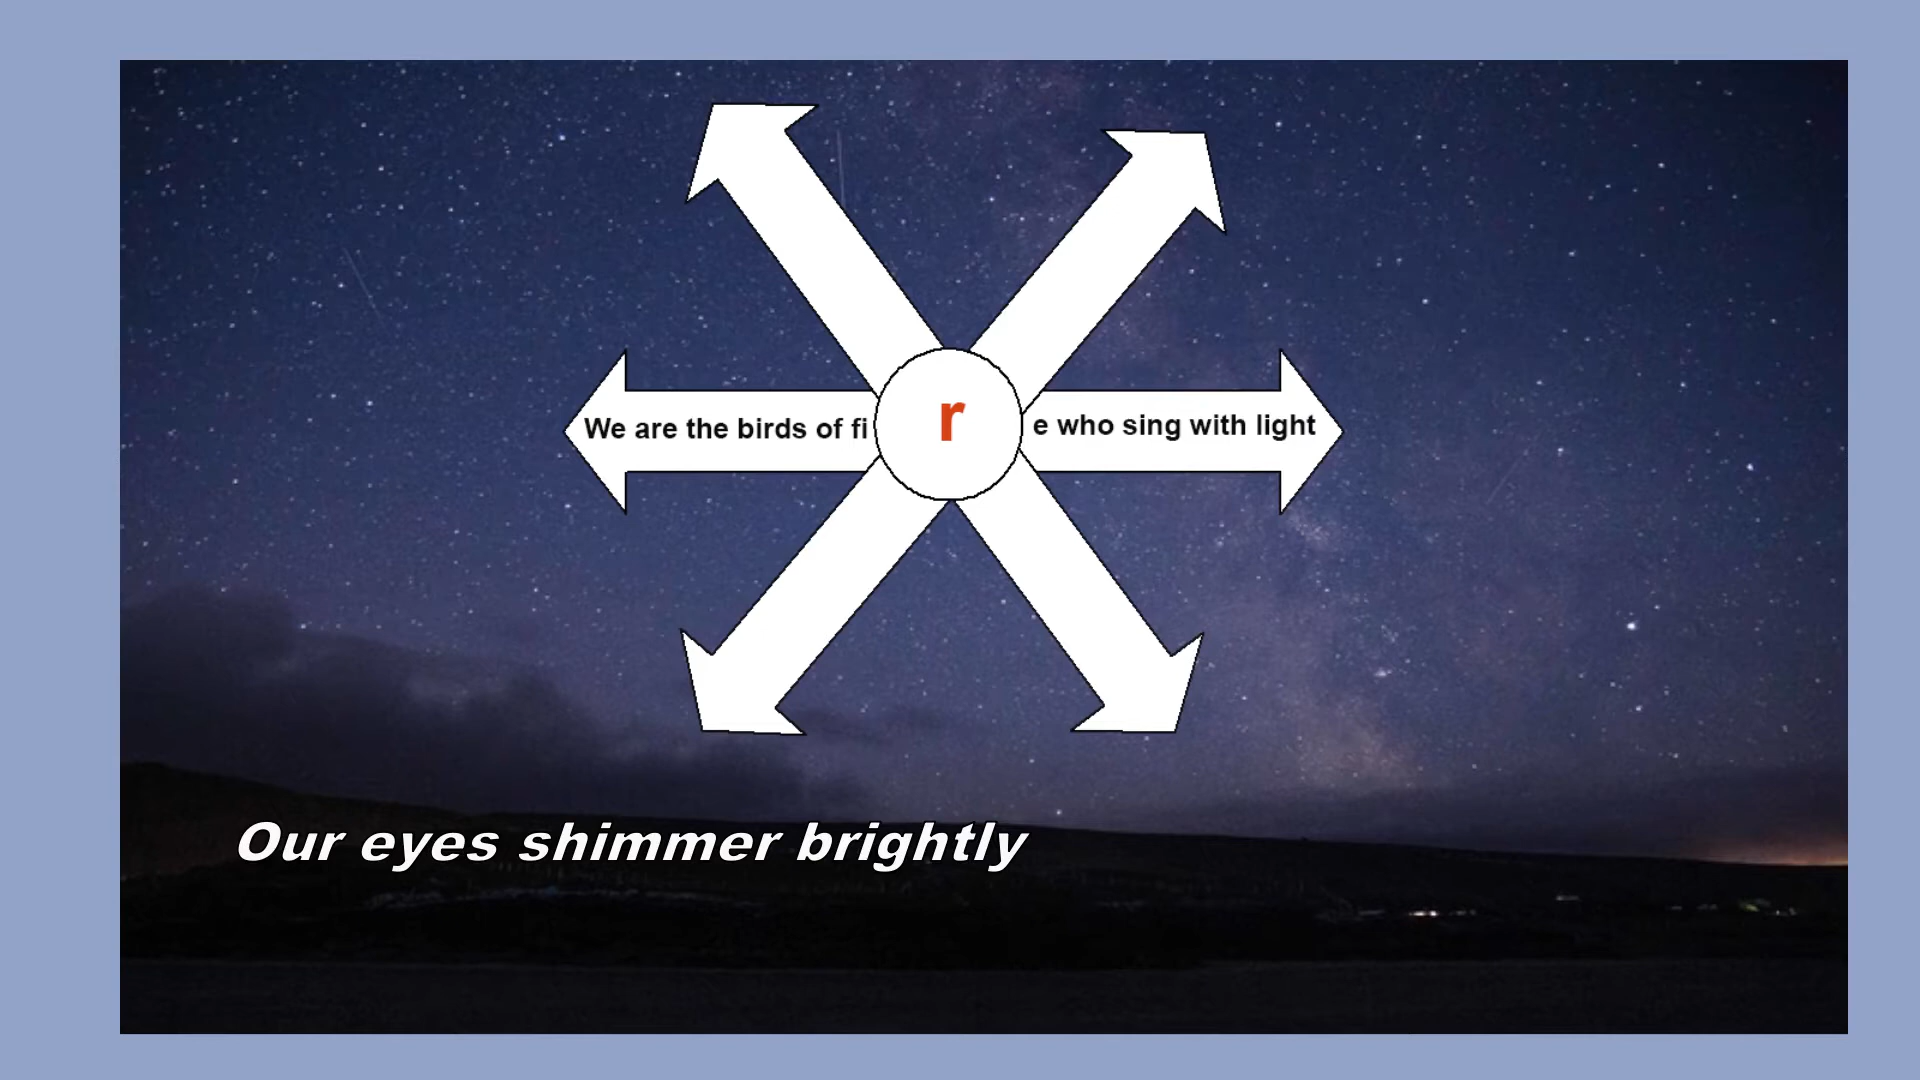 We are the birds of fi r e who sing with light
Our eyes shimmer brightly